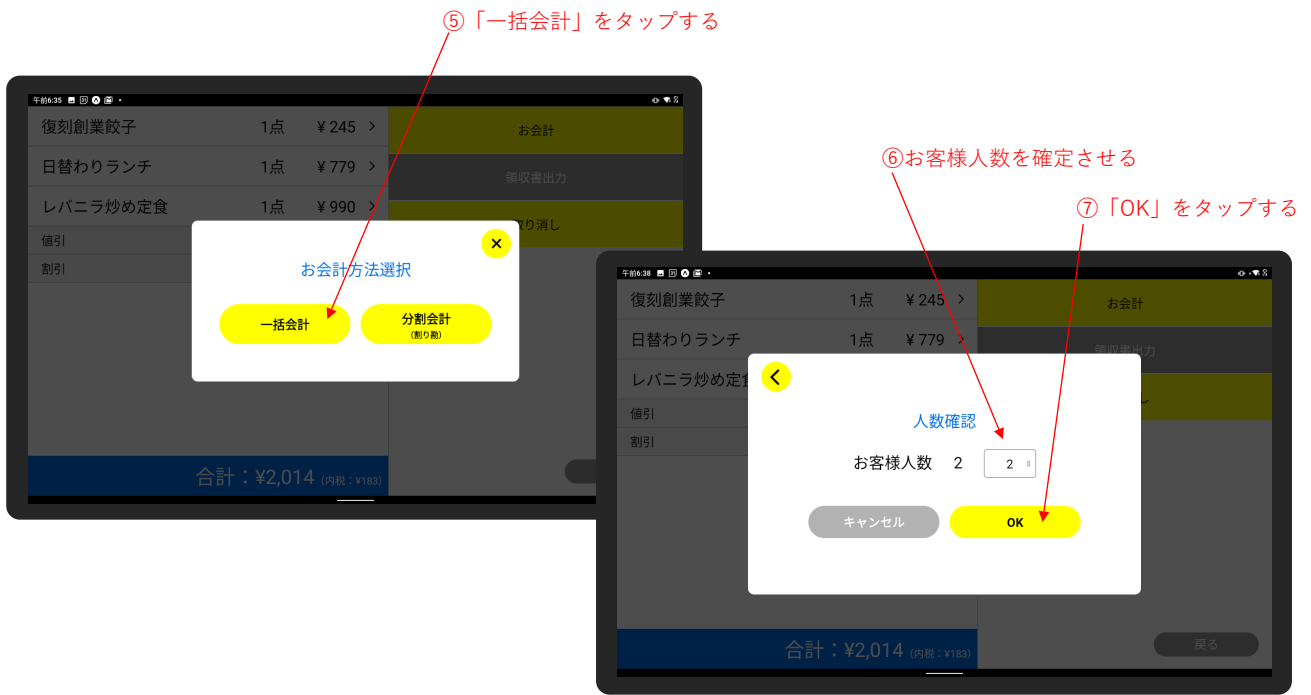 ⑤「一括会計」をタップする
午前6:35
復刻創業餃子 1点 ¥ 245
日替わりランチ 1点 ¥ 779
レバニラ炒め定食 1点 ¥ 990
値引
割引
お会計
領収書出力
り消し
お会計方法選択
一括会計
分割会計
(割り勘)
合計：¥2,014 (内税：¥183)
⑥お客様人数を確定させる
⑦「OK」をタップする
午前6:38
復刻創業餃子 1点 ¥ 245
日替わりランチ 1点 ¥ 779
レバニラ炒め定食
値引
割引
お会計
領収書出力
し
人数確認
お客様人数 2 2
キャンセル
OK
合計：¥2,014 (内税：¥183)
戻る